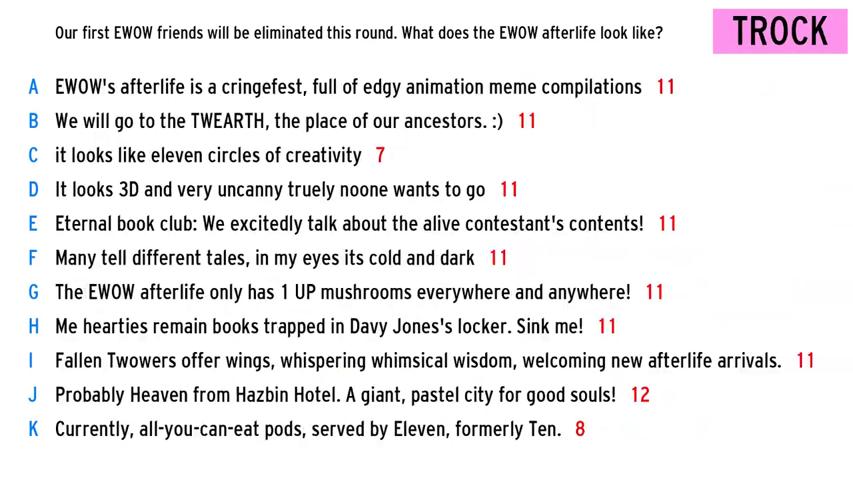 Our first EWOW friends will be eliminated this round. What does the EWOW afterlife look like?
TROCK
A EWOW's afterlife is a cringefest, full of edgy animation meme compilations 11
B We will go to the TWEARTH, the place of our ancestors. :) 11
C it looks like eleven circles of creativity 7
D It looks 3D and very uncanny truely noone wants to go 11
E Eternal book club: We excitedly talk about the alive contestant's contents! 11
F Many tell different tales, in my eyes its cold and dark 11
G The EWOW afterlife only has 1 UP mushrooms everywhere and anywhere! 11
H Me hearties remain books trapped in Davy Jones's locker. Sink me! 11
I Fallen Twowers offer wings, whispering whimsical wisdom, welcoming new afterlife arrivals. 11
J Probably Heaven from Hazbin Hotel. A giant, pastel city for good souls! 12
K Currently, all-you-can-eat pods, served by Eleven, formerly Ten. 8